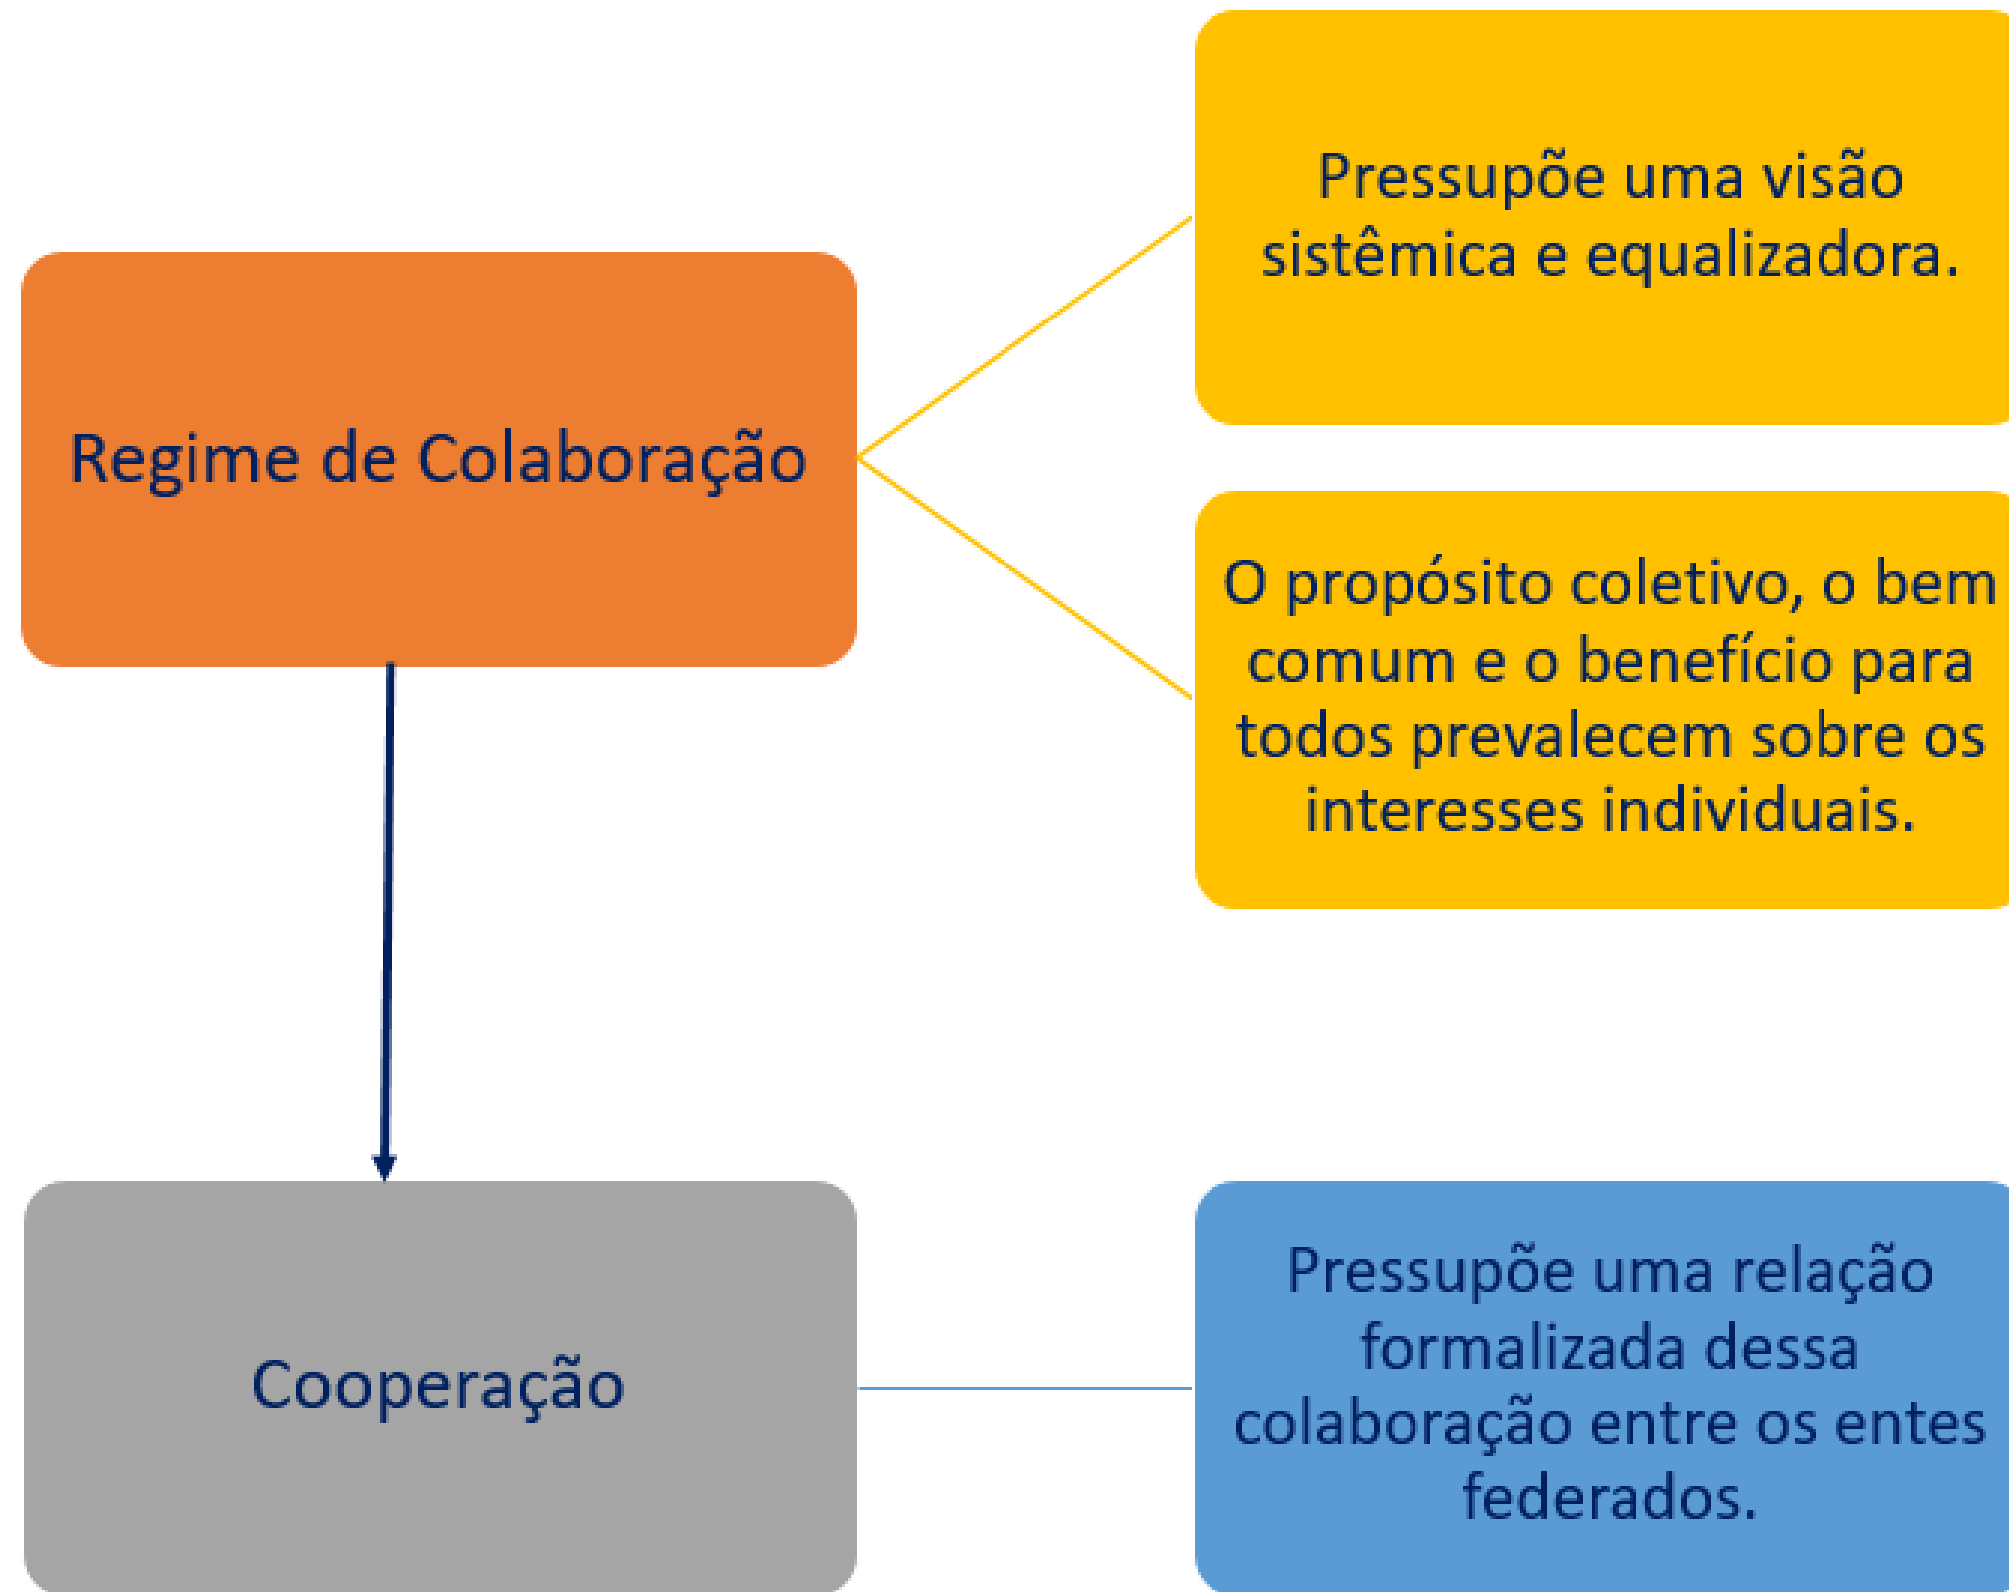 Regime de Colaboração
Pressupõe uma visão
sistêmica e equalizadora.
O propósito coletivo, o bem
comum e o benefício para
todos prevalecem sobre os
interesses individuais.
Cooperação
Pressupõe uma relação
formalizada dessa
colaboração entre os entes
federados.